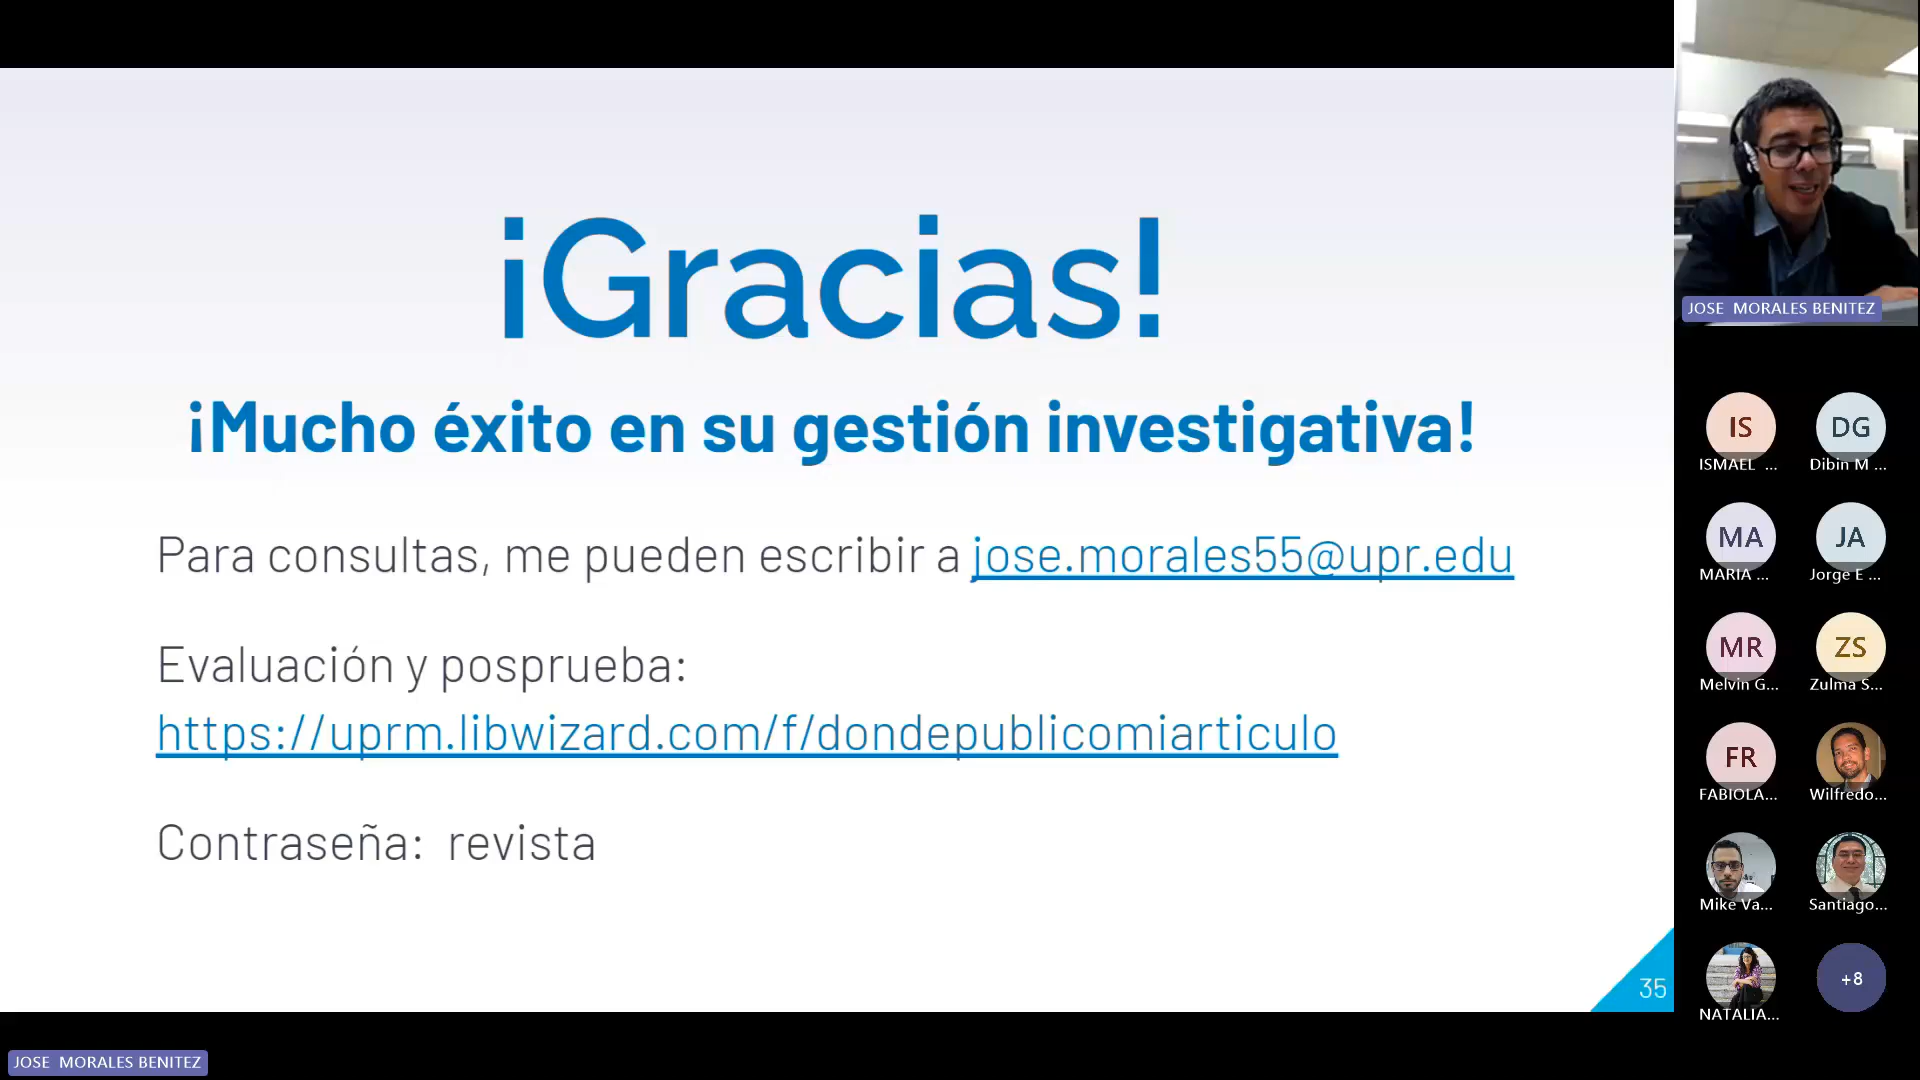 ¡Gracias!
¡Mucho éxito en su gestión investigativa!
Para consultas, me pueden escribir a jose.morales55@upr.edu
Evaluación y posprueba:
https://uprm.libwizard.com/f/dondepublicomiarticulo
Contraseña: revista
35
JOSE MORALES BENITEZ
IS DG
ISMAEL ... Dibin M ...
MA JA
MARIA ... Jorge E ...
MR ZS
Melvin G... Zulma S...
FR
FABIOLA... Wilfredo...
Mike Va... Santiago...
+8
NATALIA...
JOSE MORALES BENITEZ